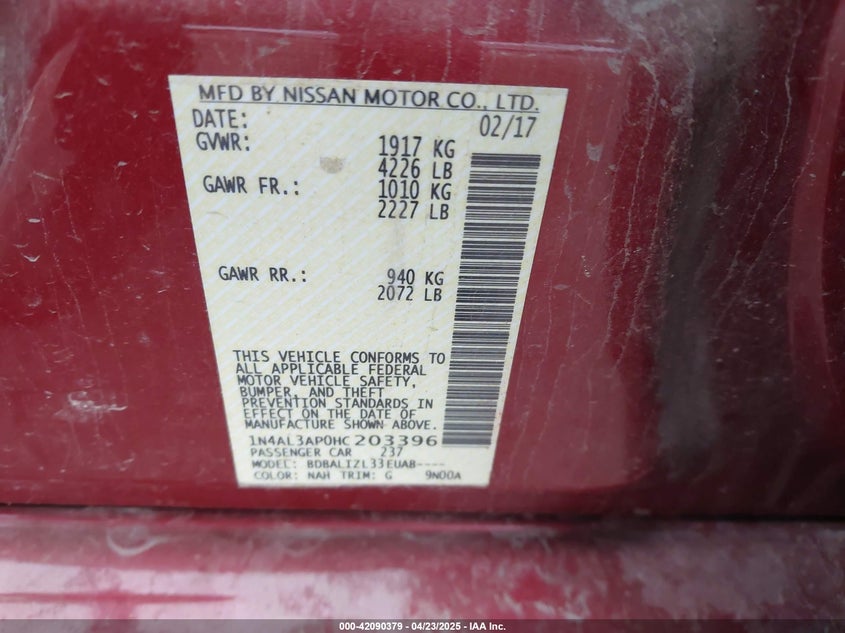 MFD BY NISSAN MOTOR CO., LTD.
DATE: 02/17
GVWR: 1917 KG
4226 LB
GAWR FR.: 1010 KG
2227 LB
GAWR RR.: 940 KG
2072 LB
THIS VEHICLE CONFORMS TO
ALL APPLICABLE FEDERAL
MOTOR VEHICLE SAFETY,
BUMPER, AND THEFT
PREVENTION STANDARDS IN
EFFECT ON THE DATE OF
MANUFACTURE SHOWN ABOVE.
1N4AL3AP0HC203396
PASSENGER CAR 237
MODEL: BDBALIZL33EUAB----
COLOR: NAH TRIM: G 9N00A
000-42090379 - 04/23/2025 - IAA Inc.